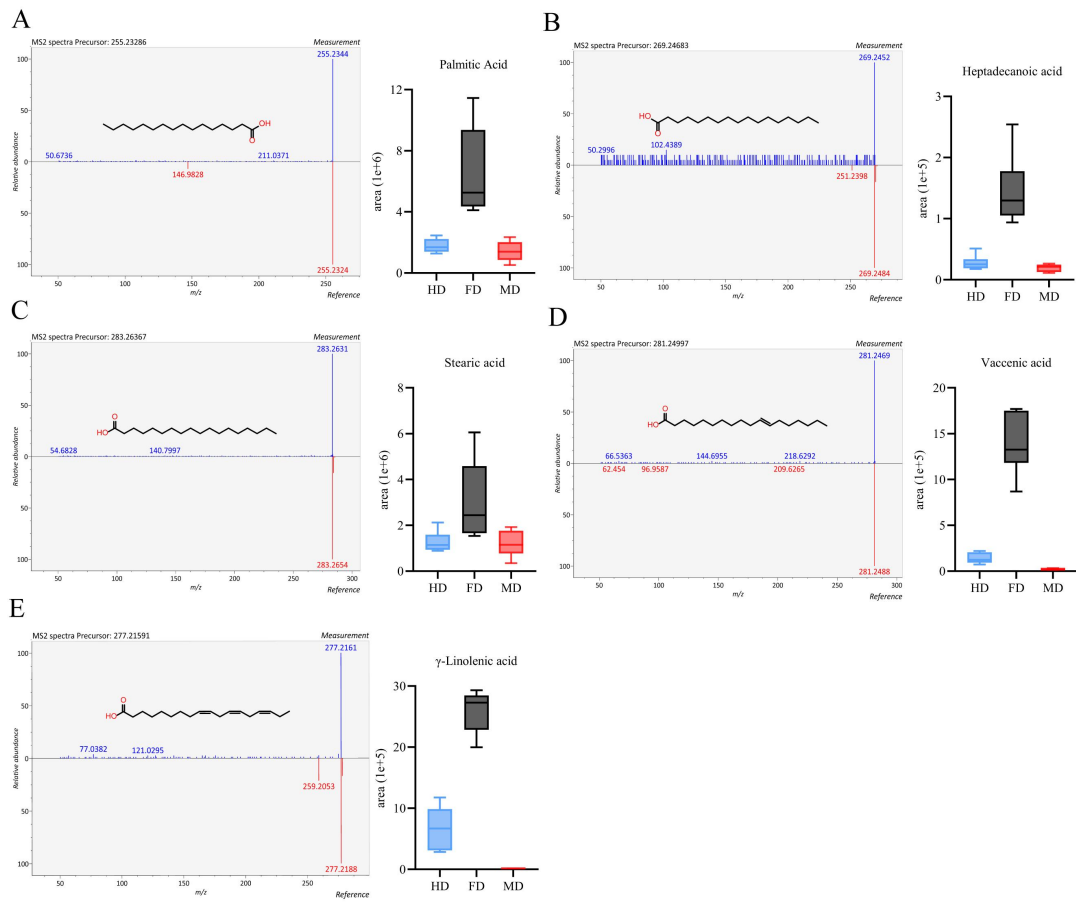 A
MS2 spectra Precursor: 255.23286
Measurement
255.2344
100
50
0
50
100
Relative abundance
OH
O
50.6736
211.0371
146.9828
255.2324
50
100
150
200
250
m/z
Reference
Palmitic Acid
area (1e+6)
12
8
4
0
HD
FD
MD
B
MS2 spectra Precursor: 269.24683
Measurement
269.2452
100
50
0
50
100
Relative abundance
HO
O
50.2996
102.4389
251.2398
269.2484
50
100
150
200
250
m/z
Reference
Heptadecanoic acid
area (1e+5)
3
2
1
0
HD
FD
MD
C
MS2 spectra Precursor: 283.26367
Measurement
283.2631
100
50
0
50
100
Relative abundance
O
HO
54.6828
140.7997
283.2654
50
100
150
200
250
300
m/z
Reference
Stearic acid
area (1e+6)
8
6
4
2
0
HD
FD
MD
D
MS2 spectra Precursor: 281.24997
Measurement
281.2469
100
50
0
50
100
Relative abundance
O
HO
66.5363
144.6955
218.6292
62.454
96.9587
209.6265
281.2488
50
100
150
200
250
300
m/z
Reference
Vaccenic acid
area (1e+5)
20
15
10
5
0
HD
FD
MD
E
MS2 spectra Precursor: 277.21591
Measurement
277.2161
100
50
0
50
100
Relative abundance
O
HO
77.0382
121.0295
259.2053
277.2188
50
100
150
200
250
m/z
Reference
γ-Linolenic acid
area (1e+5)
30
20
10
0
HD
FD
MD